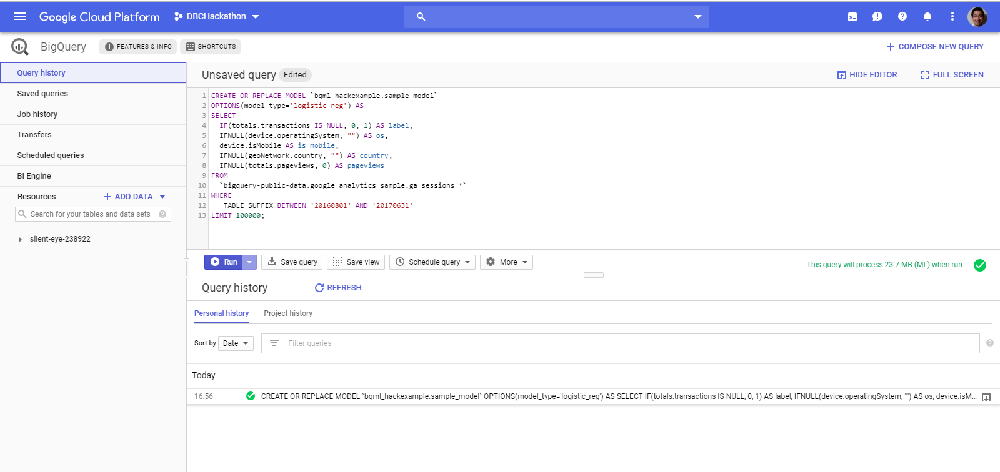 Google Cloud Platform DBCHackathon
BigQuery FEATURES & INFO SHORTCUTS COMPOSE NEW QUERY
Query history
Saved queries
Job history
Transfers
Scheduled queries
BI Engine
Resources ADD DATA
Search for your tables and data sets ?
silent-eye-238922
Unsaved query Edited HIDE EDITOR FULL SCREEN
1 CREATE OR REPLACE MODEL `bqml_hackexample.sample_model`
2 OPTIONS(model_type='logistic_reg') AS
3 SELECT
4 IF(totals.transactions IS NULL, 0, 1) AS label,
5 IFNULL(device.operatingSystem, "") AS os,
6 device.isMobile AS is_mobile,
7 IFNULL(geoNetwork.country, "") AS country,
8 IFNULL(totals.pageviews, 0) AS pageviews
9 FROM
10 `bigquery-public-data.google_analytics_sample.ga_sessions_*`
11 WHERE
12 _TABLE_SUFFIX BETWEEN '20160801' AND '20170631'
13 LIMIT 100000;
Run Save query Save view Schedule query More This query will process 23.7 MB (ML) when run.
Query history REFRESH
Personal history Project history
Sort by Date Filter queries ?
Today
16:56 CREATE OR REPLACE MODEL `bqml_hackexample.sample_model` OPTIONS(model_type='logistic_reg') AS SELECT IF(totals.transactions IS NULL, 0, 1) AS label, IFNULL(device.operatingSystem, "") AS os, device.isM...